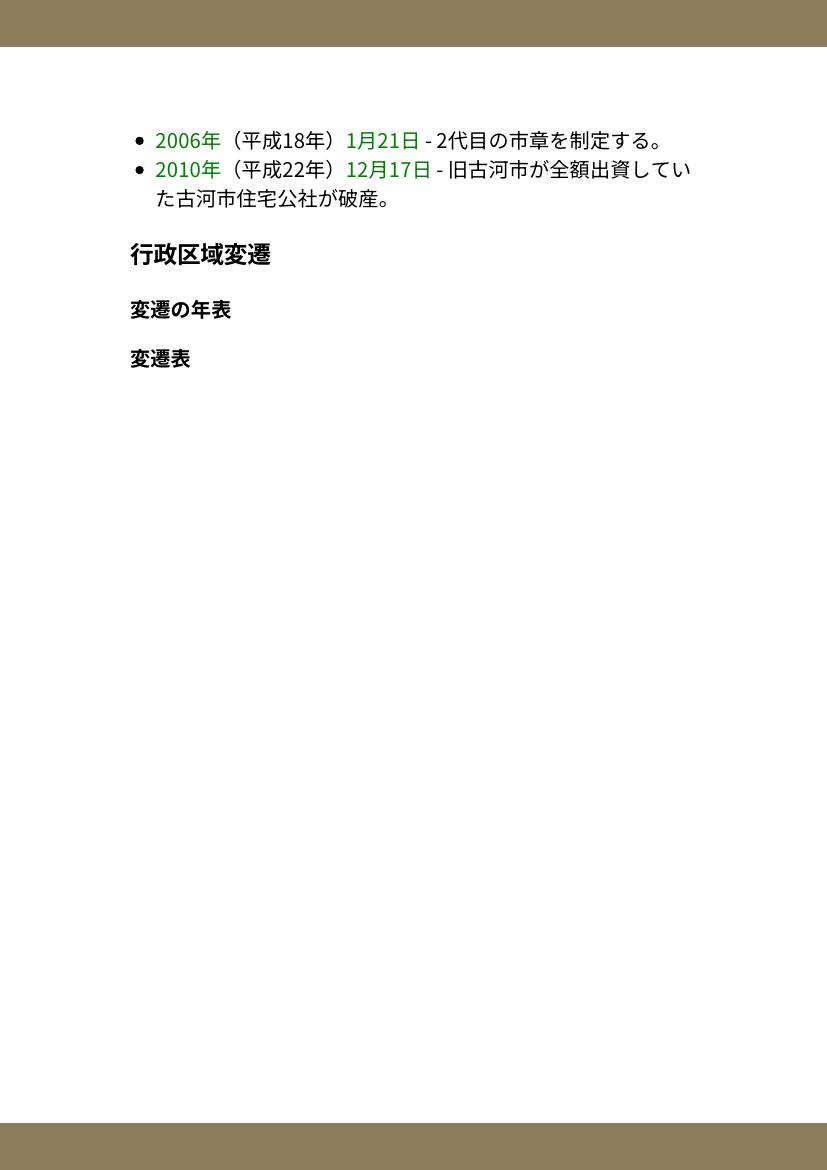 2006年（平成18年）1月21日 - 2代目の市章を制定する。
2010年（平成22年）12月17日 - 旧古河市が全額出資してい
た古河市住宅公社が破産。
行政区域変遷
変遷の年表
変遷表